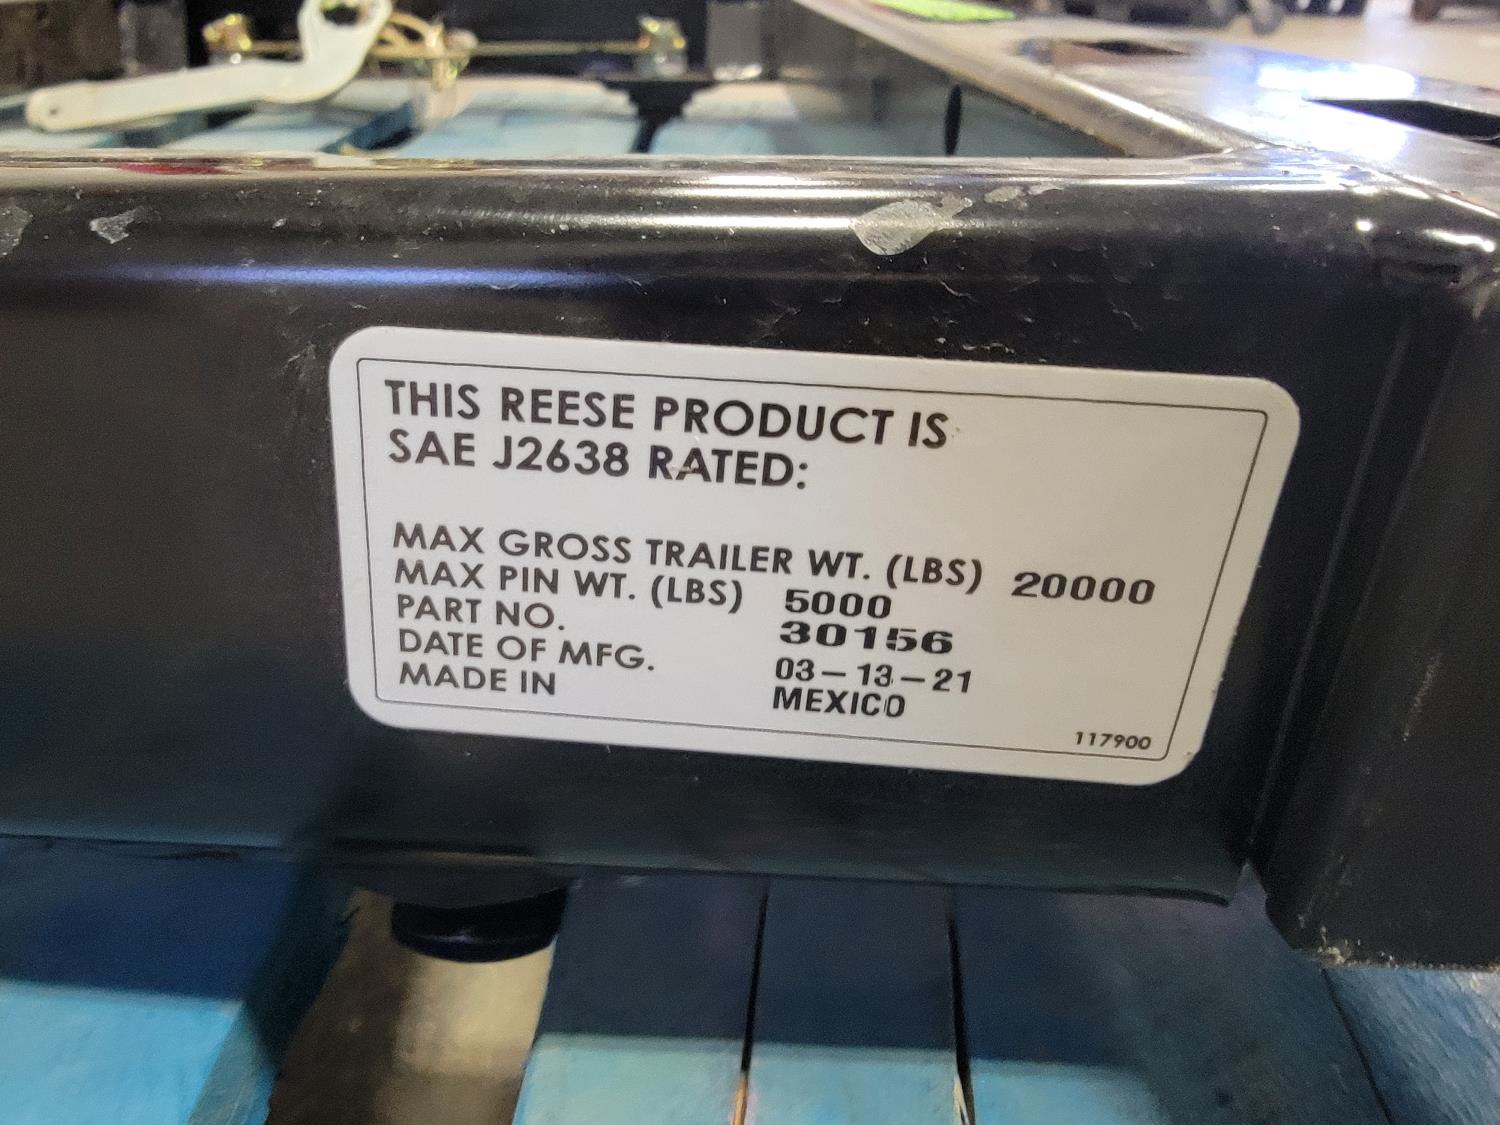 THIS REESE PRODUCT IS
SAE J2638 RATED:
MAX GROSS TRAILER WT. (LBS) 20000
MAX PIN WT. (LBS) 5000
PART NO. 30156
DATE OF MFG. 03-13-21
MADE IN MEXICO
117900